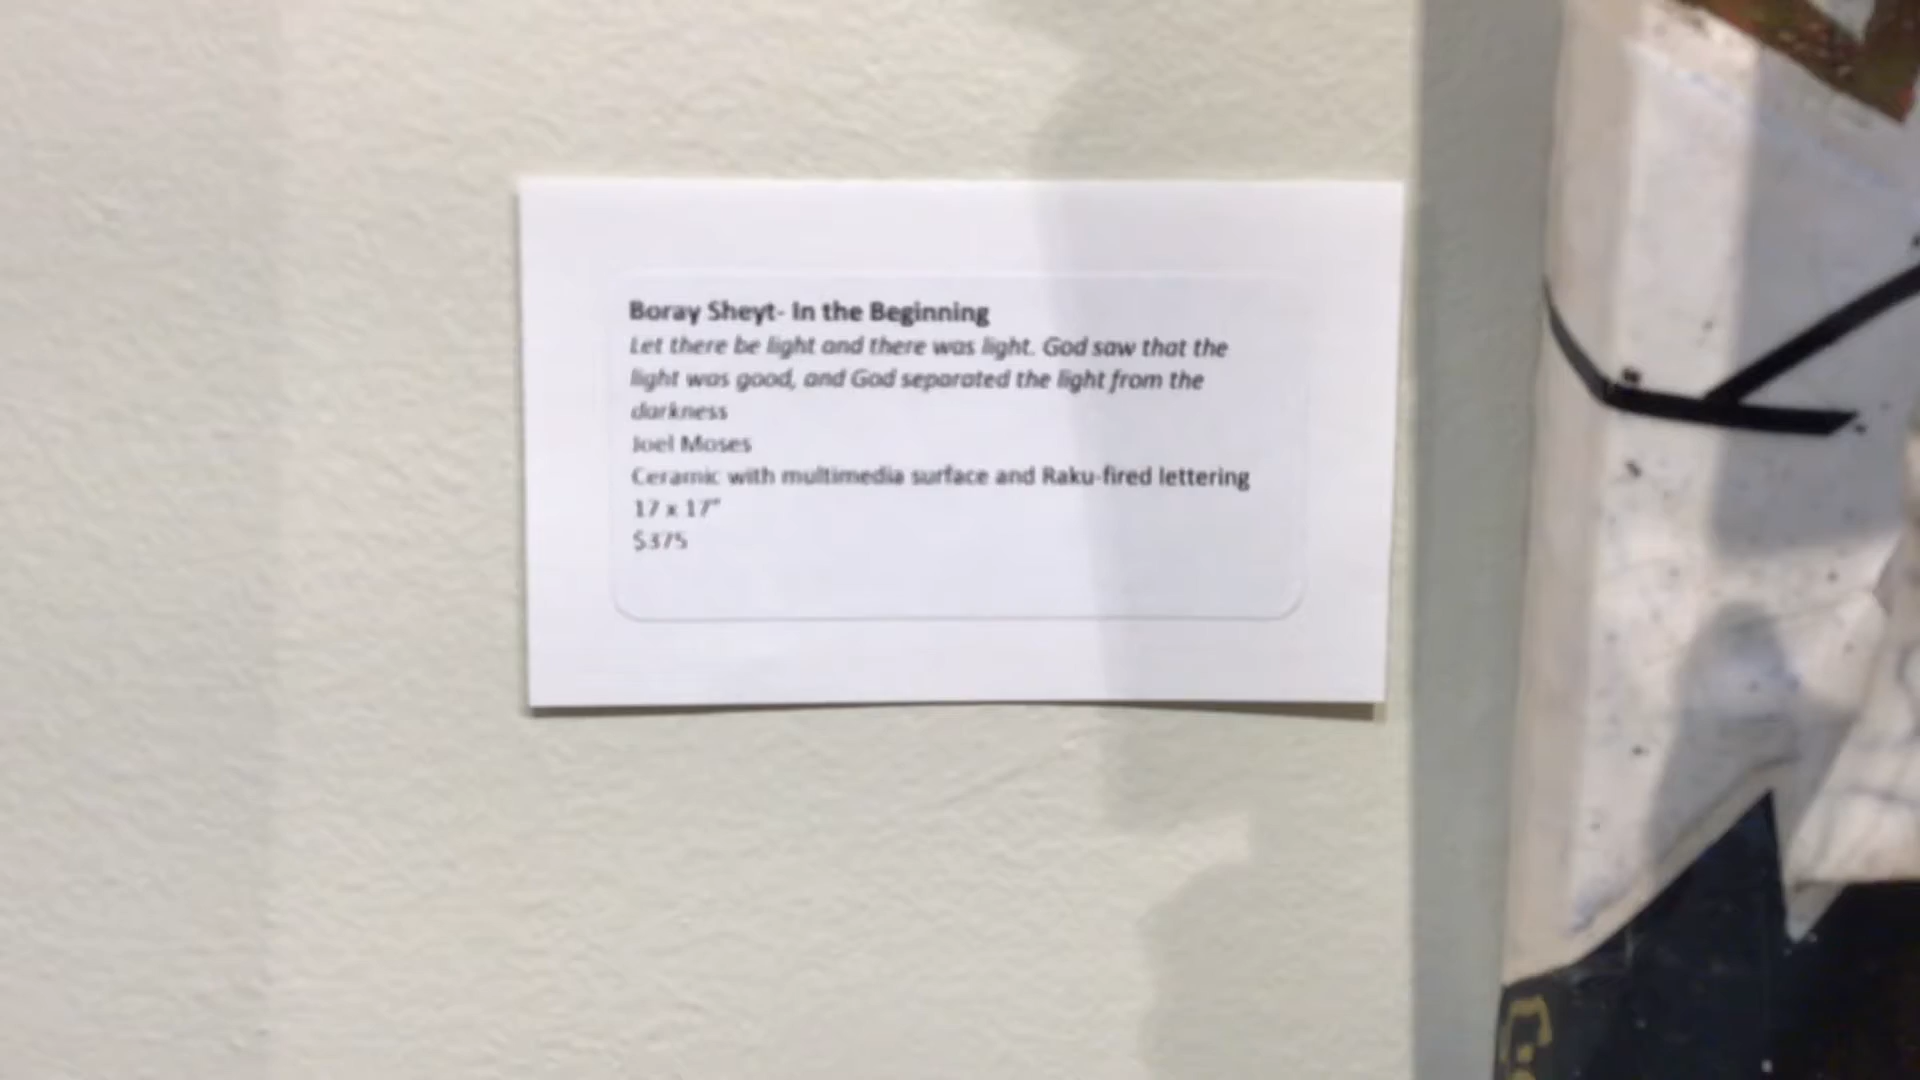 Boray Sheyt- In the Beginning
Let there be light and there was light. God saw that the
light was good, and God separated the light from the
darkness
Joel Moses
Ceramic with multimedia surface and Raku-fired lettering
17 x 17"
$375